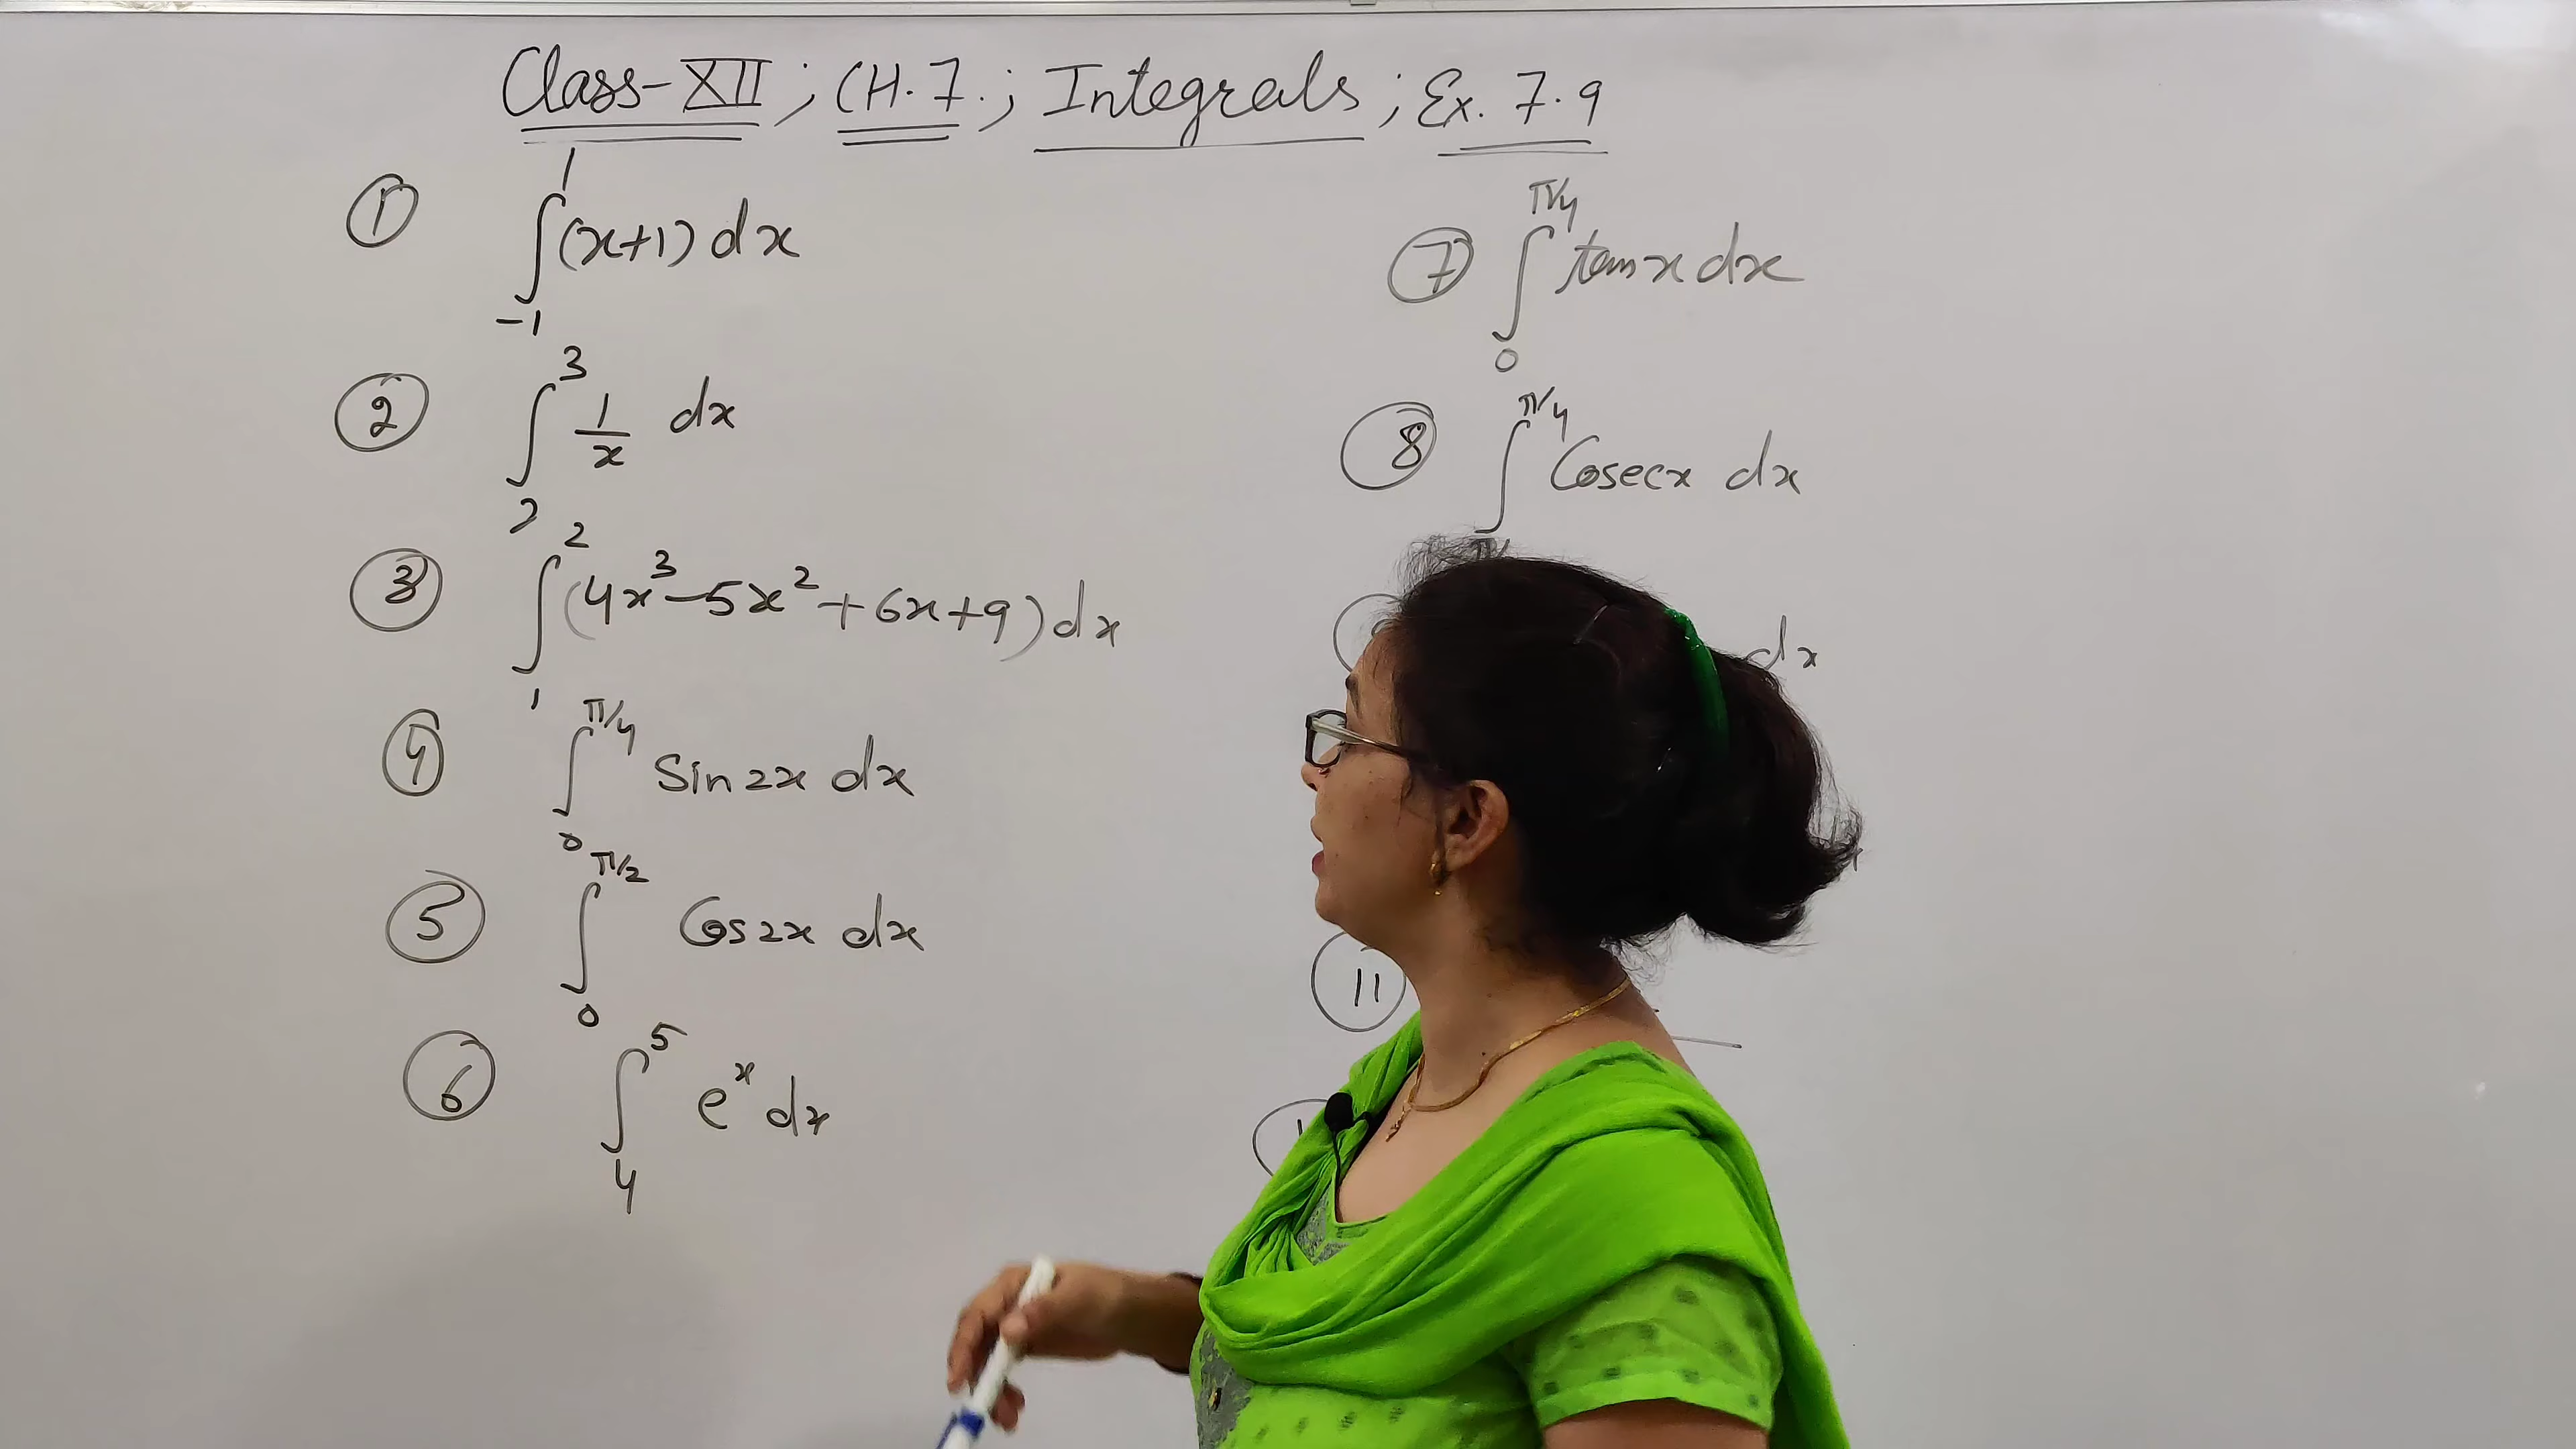 Class-XII ; CH.7. ; Integrals ; Ex. 7.9
① ∫₋₁¹ (x+1) dx
② ∫₂³ 1/x dx
③ ∫₁² (4x³-5x²+6x+9) dx
④ ∫₀^π/4 Sin 2x dx
⑤ ∫₀^π/2 Cos 2x dx
⑥ ∫₄⁵ eˣ dx
⑦ ∫₀^π/4 tan x dx
⑧ ∫^π/4 Cosec x dx
dx
⑪